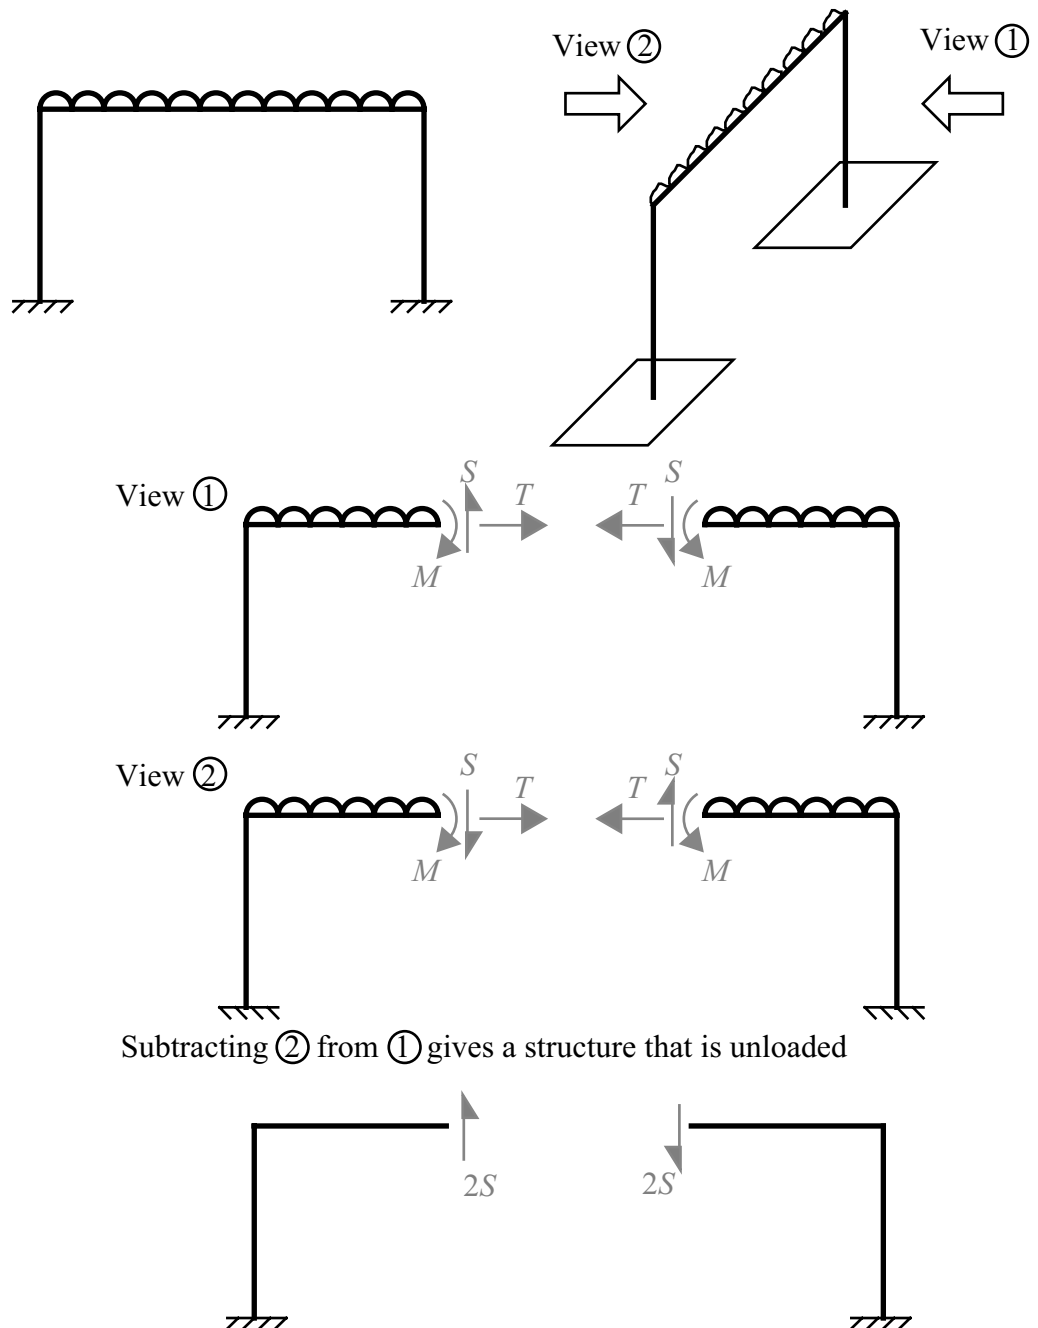 View ② View ①
View ①
S S
T T
M M
View ②
S S
T T
M M
Subtracting ② from ① gives a structure that is unloaded
2S 2S